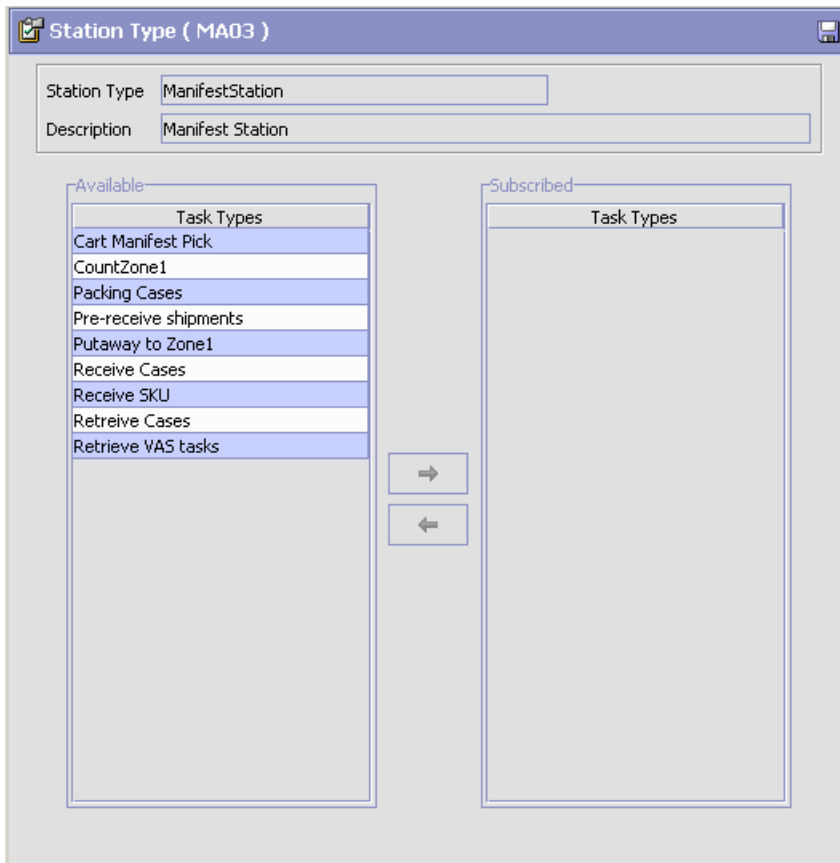 Station Type ( MA03 )
Station Type ManifestStation
Description Manifest Station
Available
Task Types
Cart Manifest Pick
CountZone1
Packing Cases
Pre-receive shipments
Putaway to Zone1
Receive Cases
Receive SKU
Retreive Cases
Retrieve VAS tasks
Subscribed
Task Types